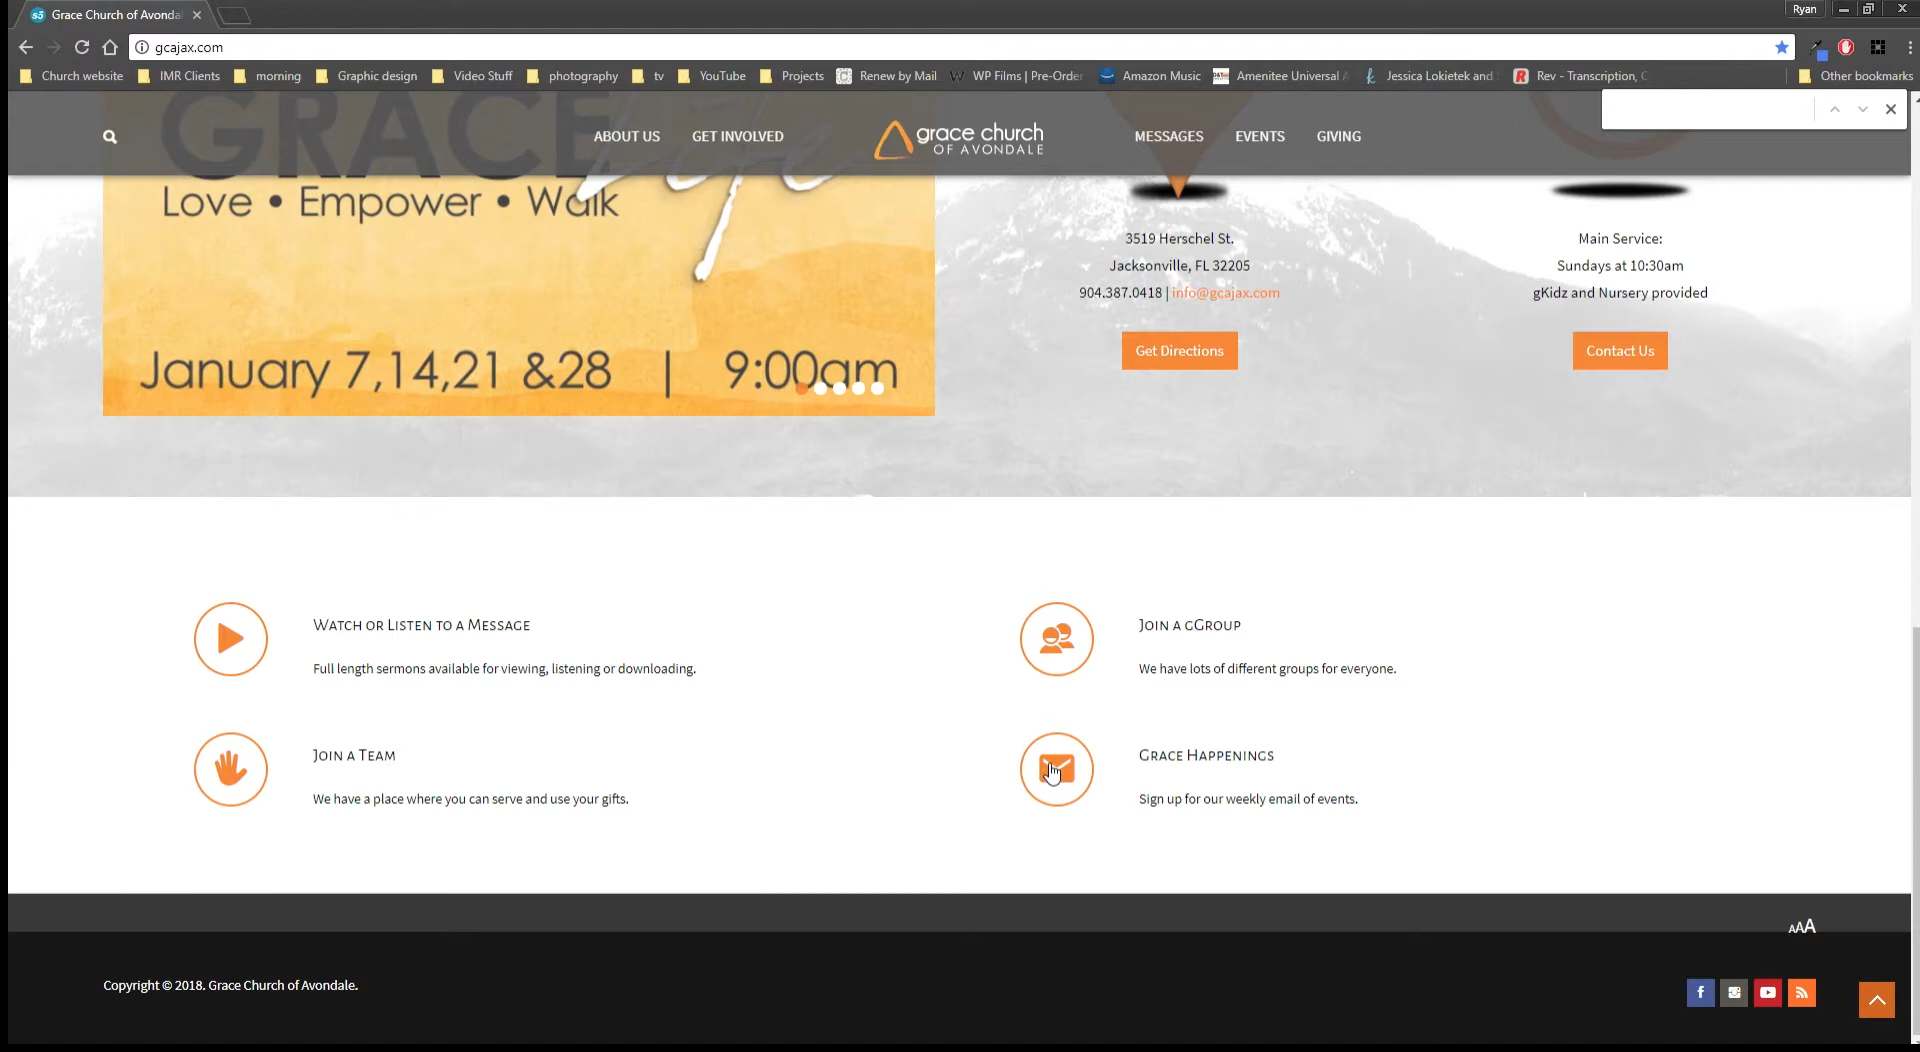 Grace Church of Avonda
Ryan
gcajax.com
Church website
IMR Clients
morning
Graphic design
Video Stuff
photography
tv
YouTube
Projects
Renew by Mail
WP Films | Pre-Order
Amazon Music
Amenitee Universal
Jessica Lokietek and
Rev - Transcription, C
Other bookmarks
ABOUT US
GET INVOLVED
grace church
OF AVONDALE
MESSAGES
EVENTS
GIVING
GRACE
Life
Love • Empower • Walk
January 7,14,21 &28 | 9:00am
3519 Herschel St.
Jacksonville, FL 32205
904.387.0418 | info@gcajax.com
Get Directions
Main Service:
Sundays at 10:30am
gKidz and Nursery provided
Contact Us
Watch or Listen to a Message
Full length sermons available for viewing, listening or downloading.
Join a gGroup
We have lots of different groups for everyone.
Join a Team
We have a place where you can serve and use your gifts.
Grace Happenings
Sign up for our weekly email of events.
AAA
Copyright © 2018. Grace Church of Avondale.